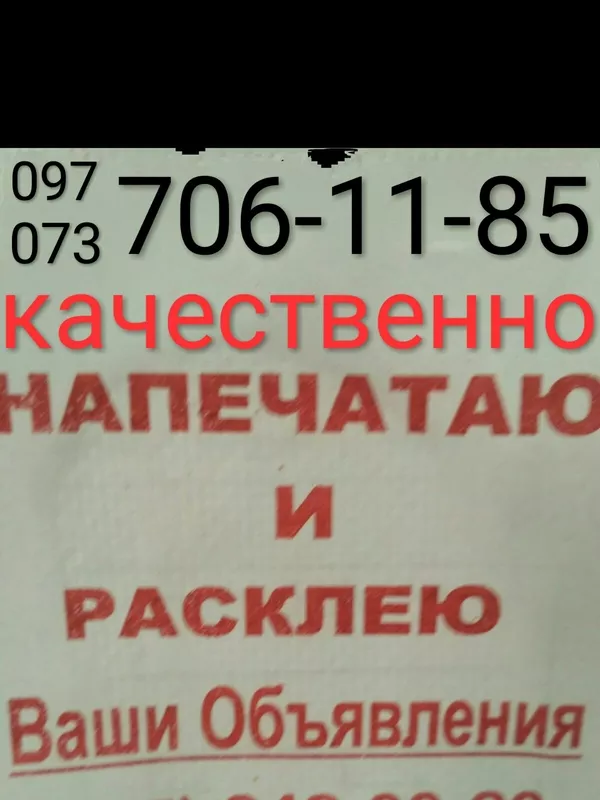 097 706-11-85
073
качественно
НАПЕЧАТАЮ
и
РАСКЛЕЮ
Ваши Объявления